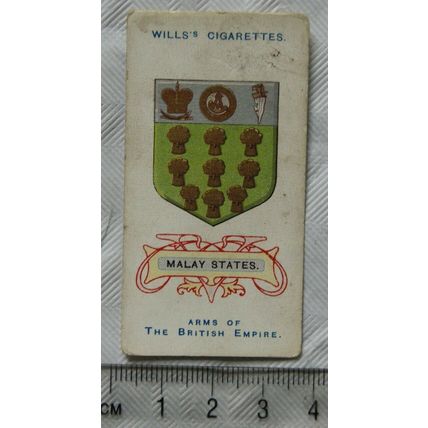 WILLS'S CIGARETTES.
MALAY STATES.
ARMS OF
THE BRITISH EMPIRE.
CM 1 2 3 4